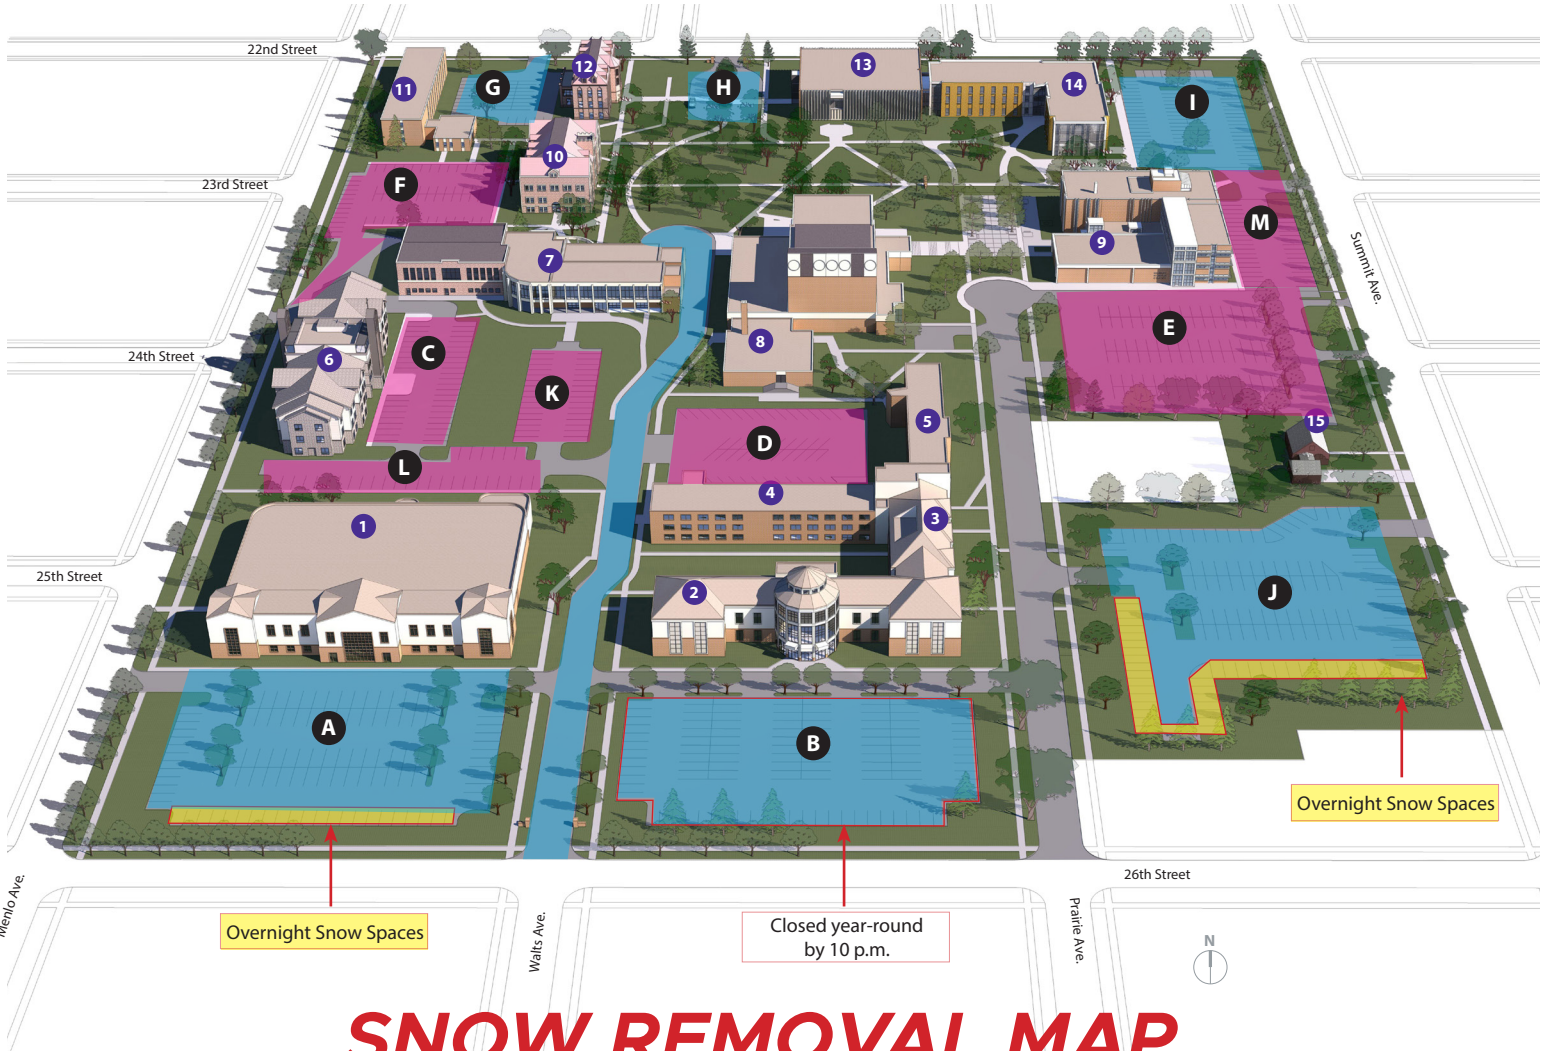 22nd Street
12
13
11
G
H
14
I
10
23rd Street
F
M
9
7
Summit Ave.
E
8
24th Street
6
C
K
5
15
D
L
4
3
1
25th Street
2
J
A
B
Overnight Snow Spaces
26th Street
Menlo Ave.
Overnight Snow Spaces
Walts Ave.
Closed year-round
by 10 p.m.
Prairie Ave.
N
SNOW REMOVAL MAP